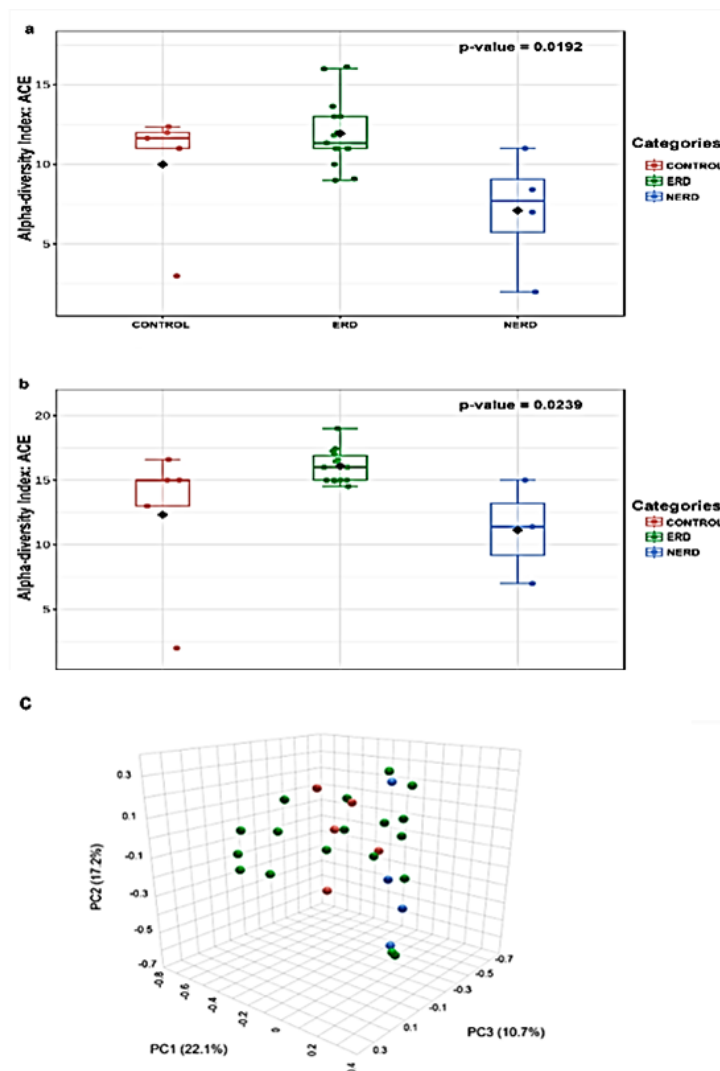 a
p-value = 0.0192
Alpha-diversity Index: ACE
15
10
5
CONTROL
ERD
NERD
Categories
CONTROL
ERD
NERD
b
p-value = 0.0239
Alpha-diversity Index: ACE
20
15
10
5
Categories
CONTROL
ERD
NERD
C
PC2 (17.2%)
0.3
0.1
-0.1
-0.3
-0.5
-0.7
-0.8
-0.6
-0.4
-0.2
0
0.2
PC1 (22.1%)
0.3
0.1
-0.1
-0.3
-0.5
-0.7
PC3 (10.7%)